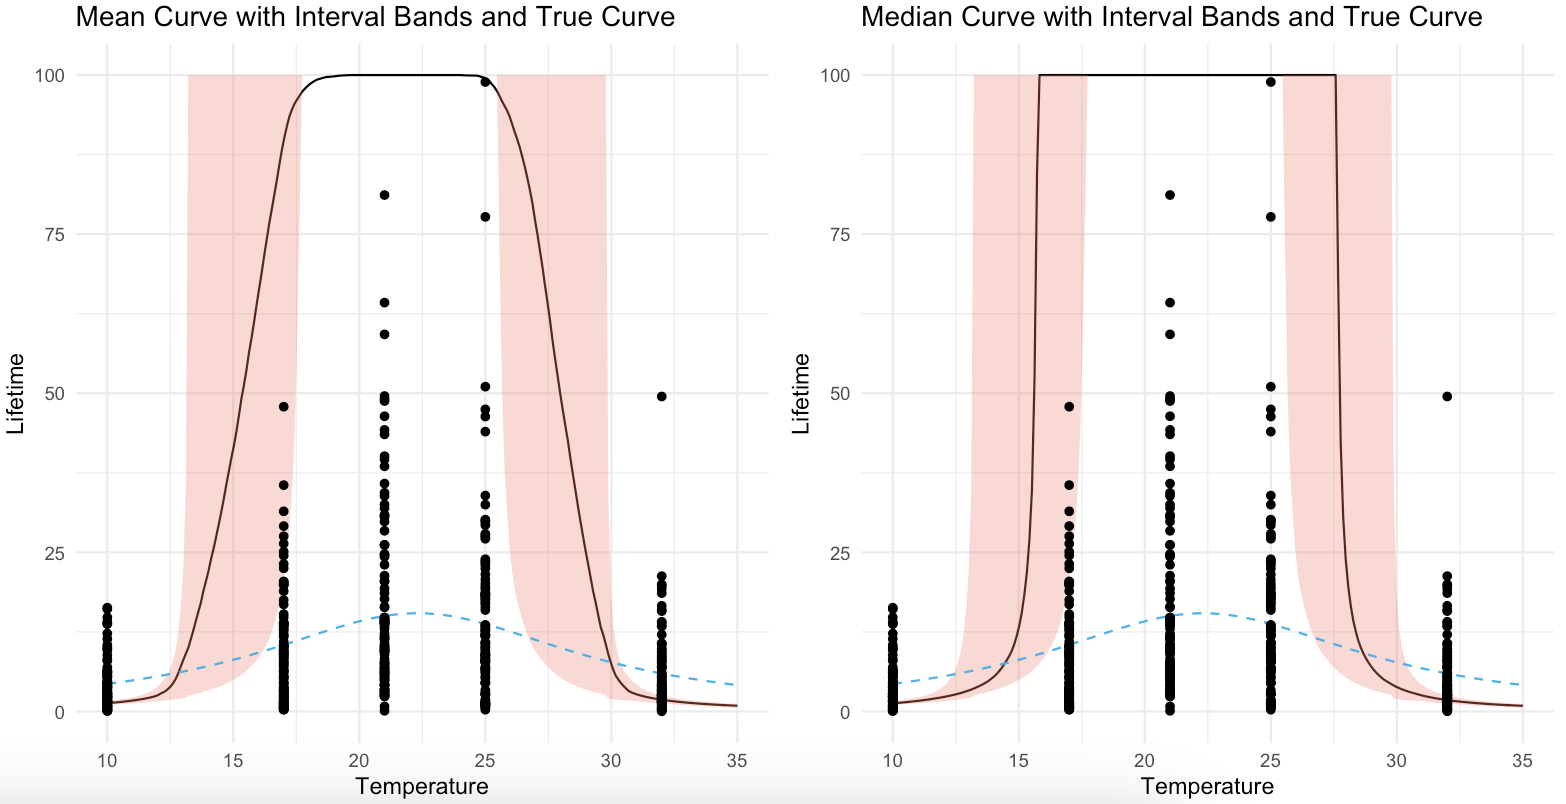 Mean Curve with Interval Bands and True Curve
100
75
50
25
0
Lifetime
10 15 20 25 30 35
Temperature
Median Curve with Interval Bands and True Curve
100
75
50
25
0
Lifetime
10 15 20 25 30 35
Temperature